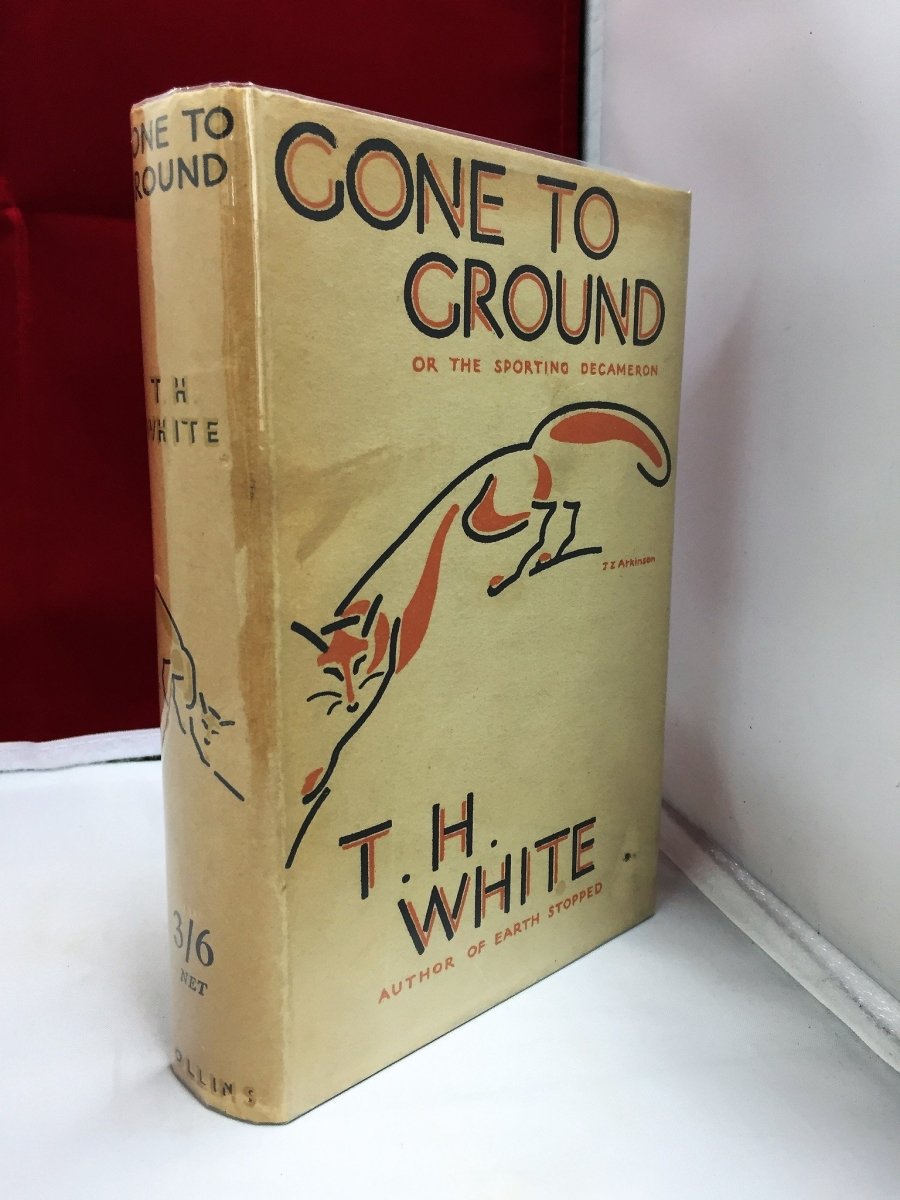 ONE TO
ROUND
T. H.
WHITE
3/6
NET
OLLINS
GONE TO
GROUND
OR THE SPORTING DECAMERON
J Z Atkinson
T. H.
WHITE
AUTHOR OF EARTH STOPPED